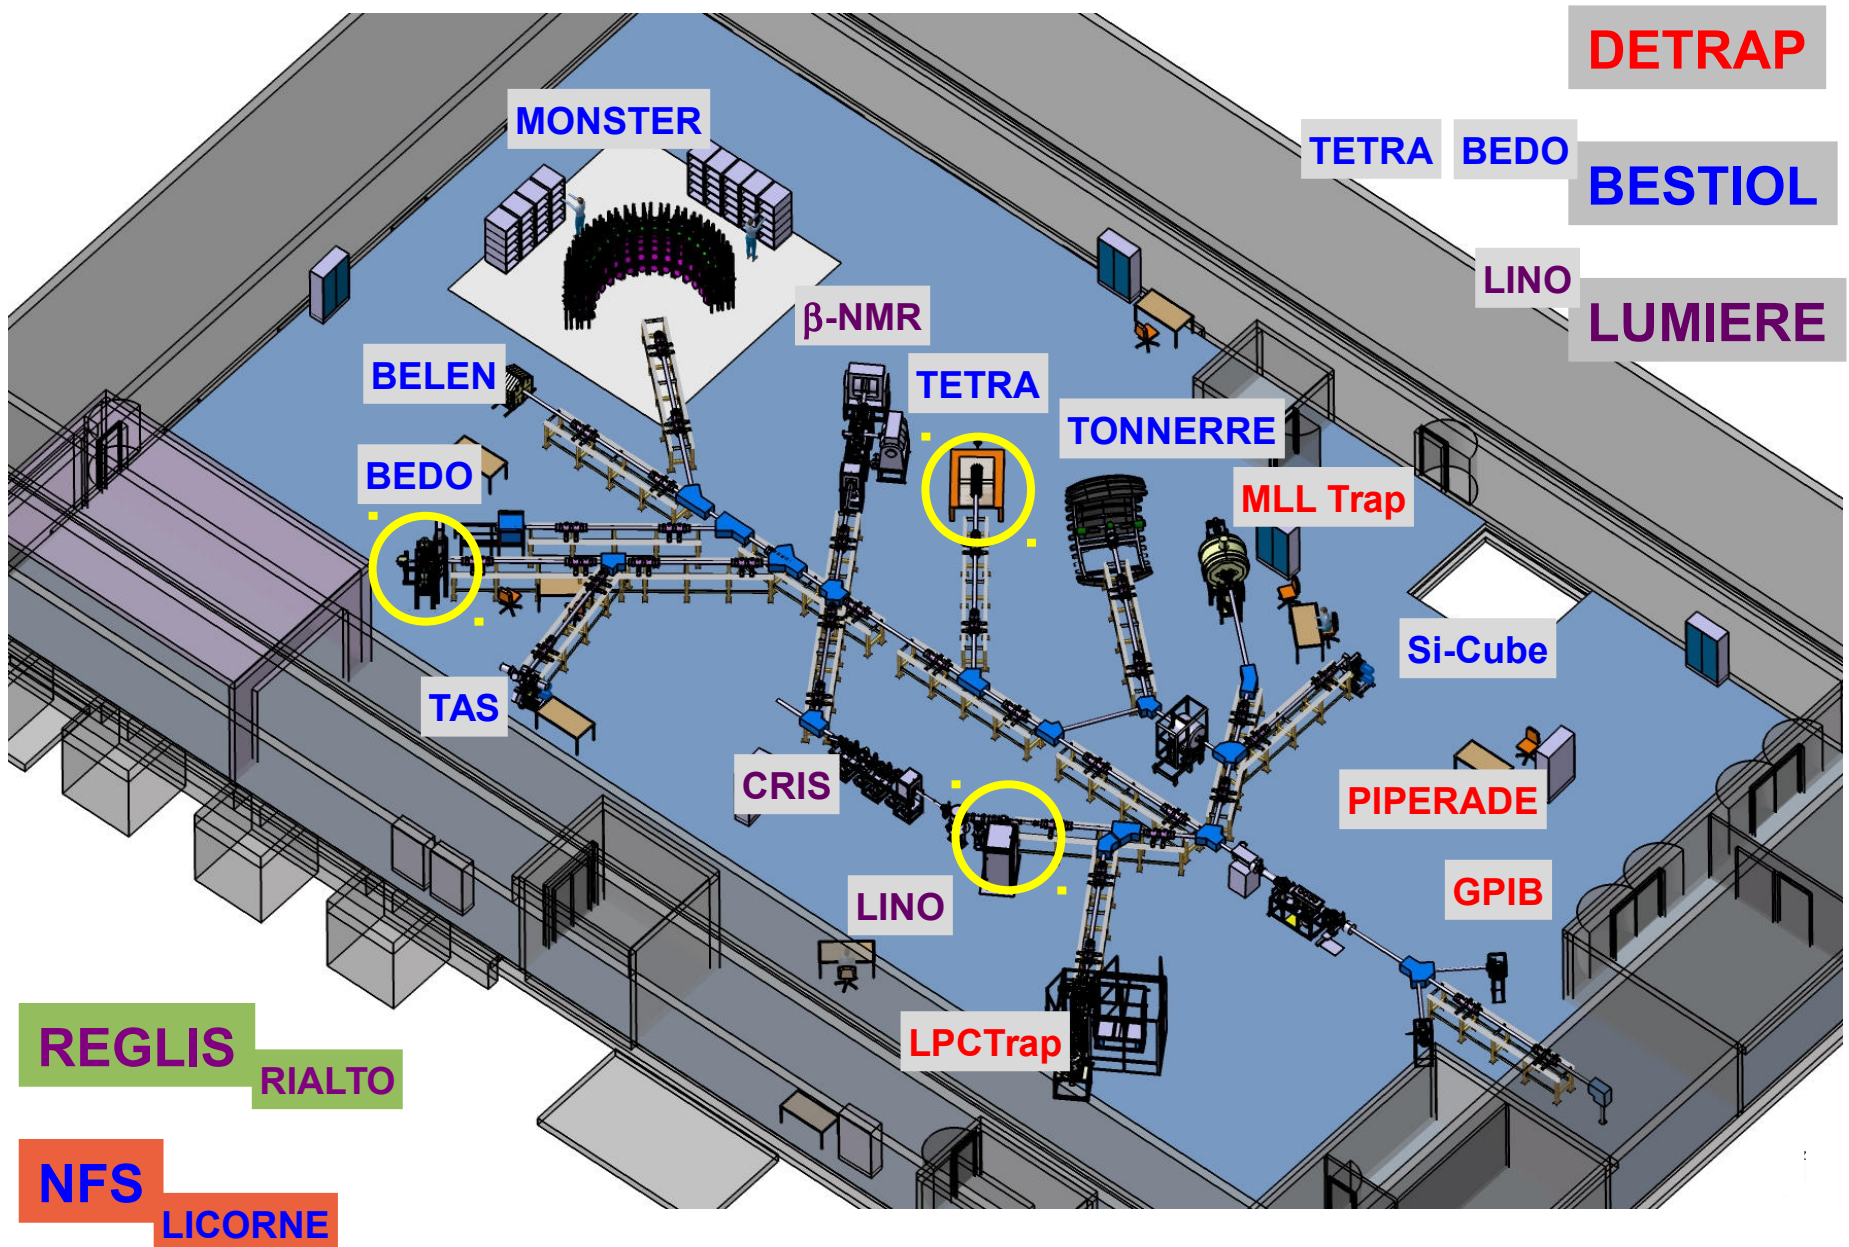 DETRAP
MONSTER
TETRA BEDO
BESTIOL
LINO
LUMIERE
β-NMR
BELEN
TETRA
TONNERRE
BEDO
MLL Trap
Si-Cube
TAS
CRIS
PIPERADE
LINO
GPIB
LPCTrap
REGLIS
RIALTO
NFS
LICORNE